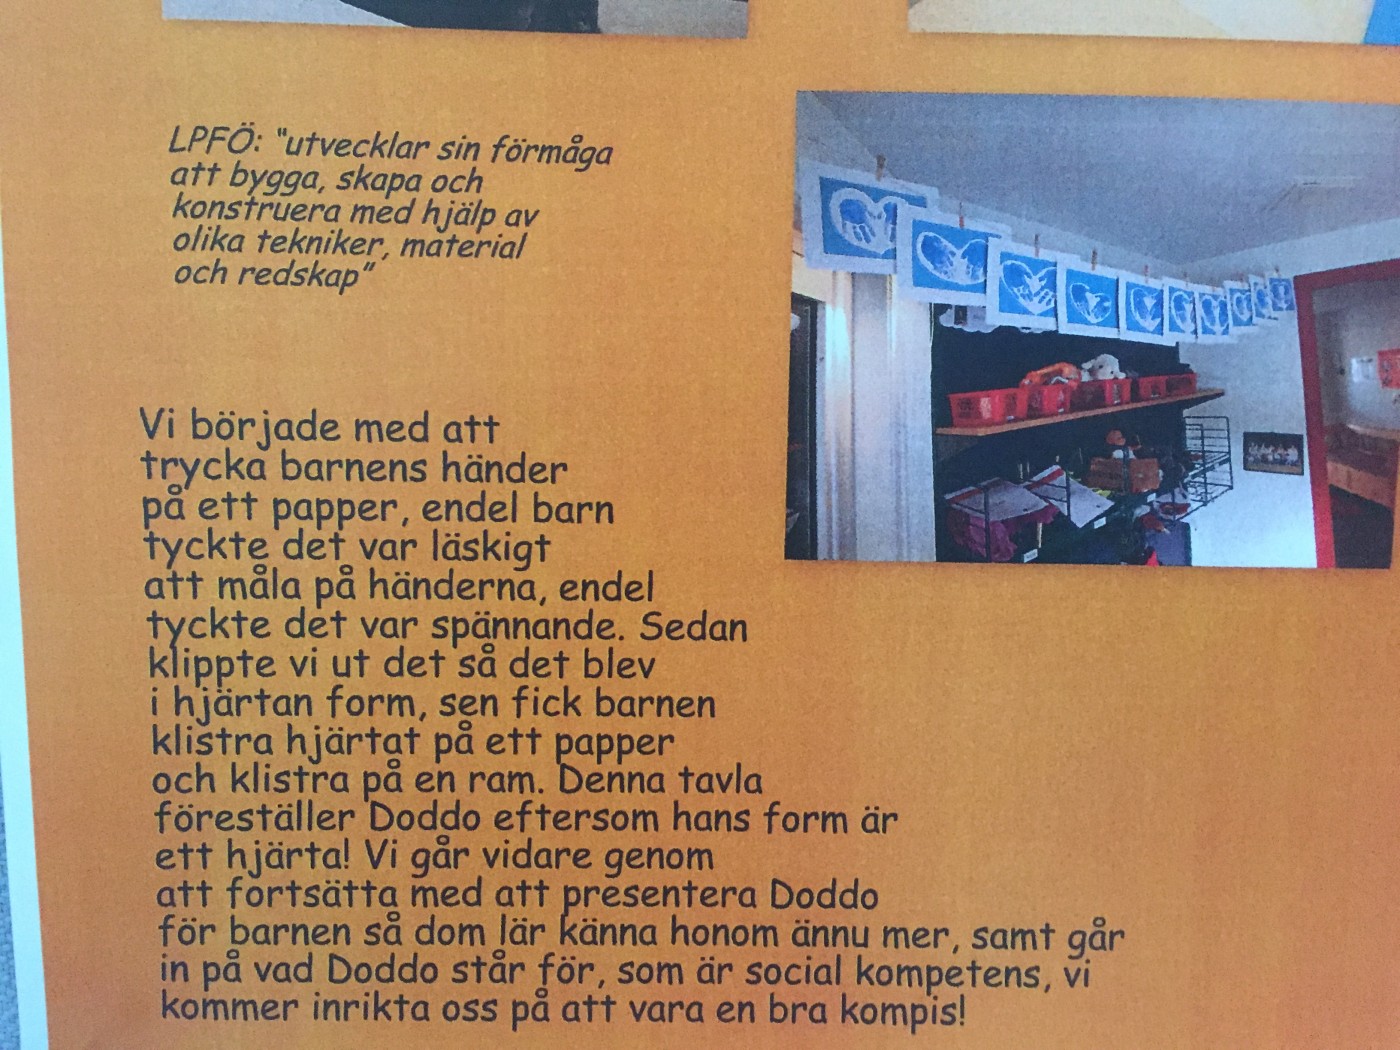 LPFÖ: "utvecklar sin förmåga
att bygga, skapa och
konstruera med hjälp av
olika tekniker, material
och redskap"
Vi började med att
trycka barnens händer
på ett papper, endel barn
tyckte det var läskigt
att måla på händerna, endel
tyckte det var spännande. Sedan
klippte vi ut det så det blev
i hjärtan form, sen fick barnen
klistra hjärtat på ett papper
och klistra på en ram. Denna tavla
föreställer Doddo eftersom hans form är
ett hjärta! Vi går vidare genom
att fortsätta med att presentera Doddo
för barnen så dom lär känna honom ännu mer, samt går
in på vad Doddo står för, som är social kompetens, vi
kommer inrikta oss på att vara en bra kompis!